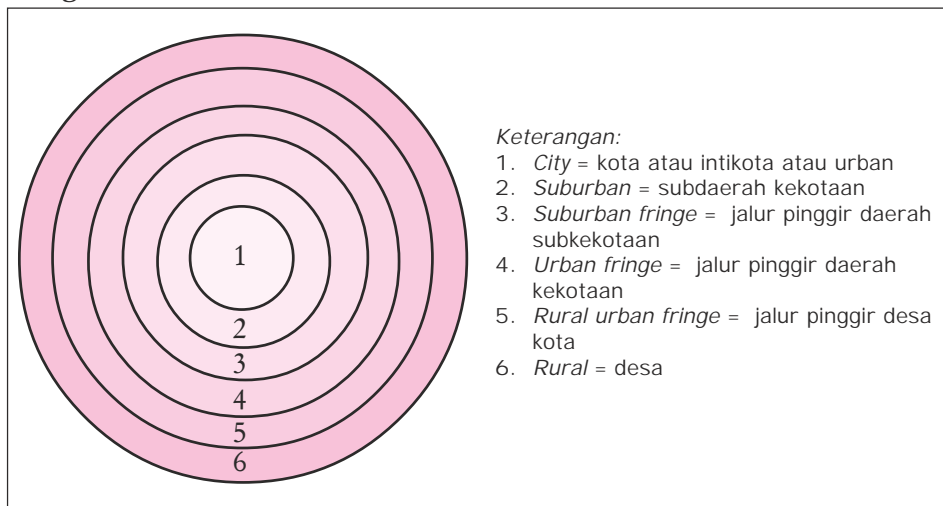 1
2
3
4
5
6
Keterangan:
1. City = kota atau intikota atau urban
2. Suburban = subdaerah kekotaan
3. Suburban fringe = jalur pinggir daerah
subkekotaan
4. Urban fringe = jalur pinggir daerah
kekotaan
5. Rural urban fringe = jalur pinggir desa
kota
6. Rural = desa